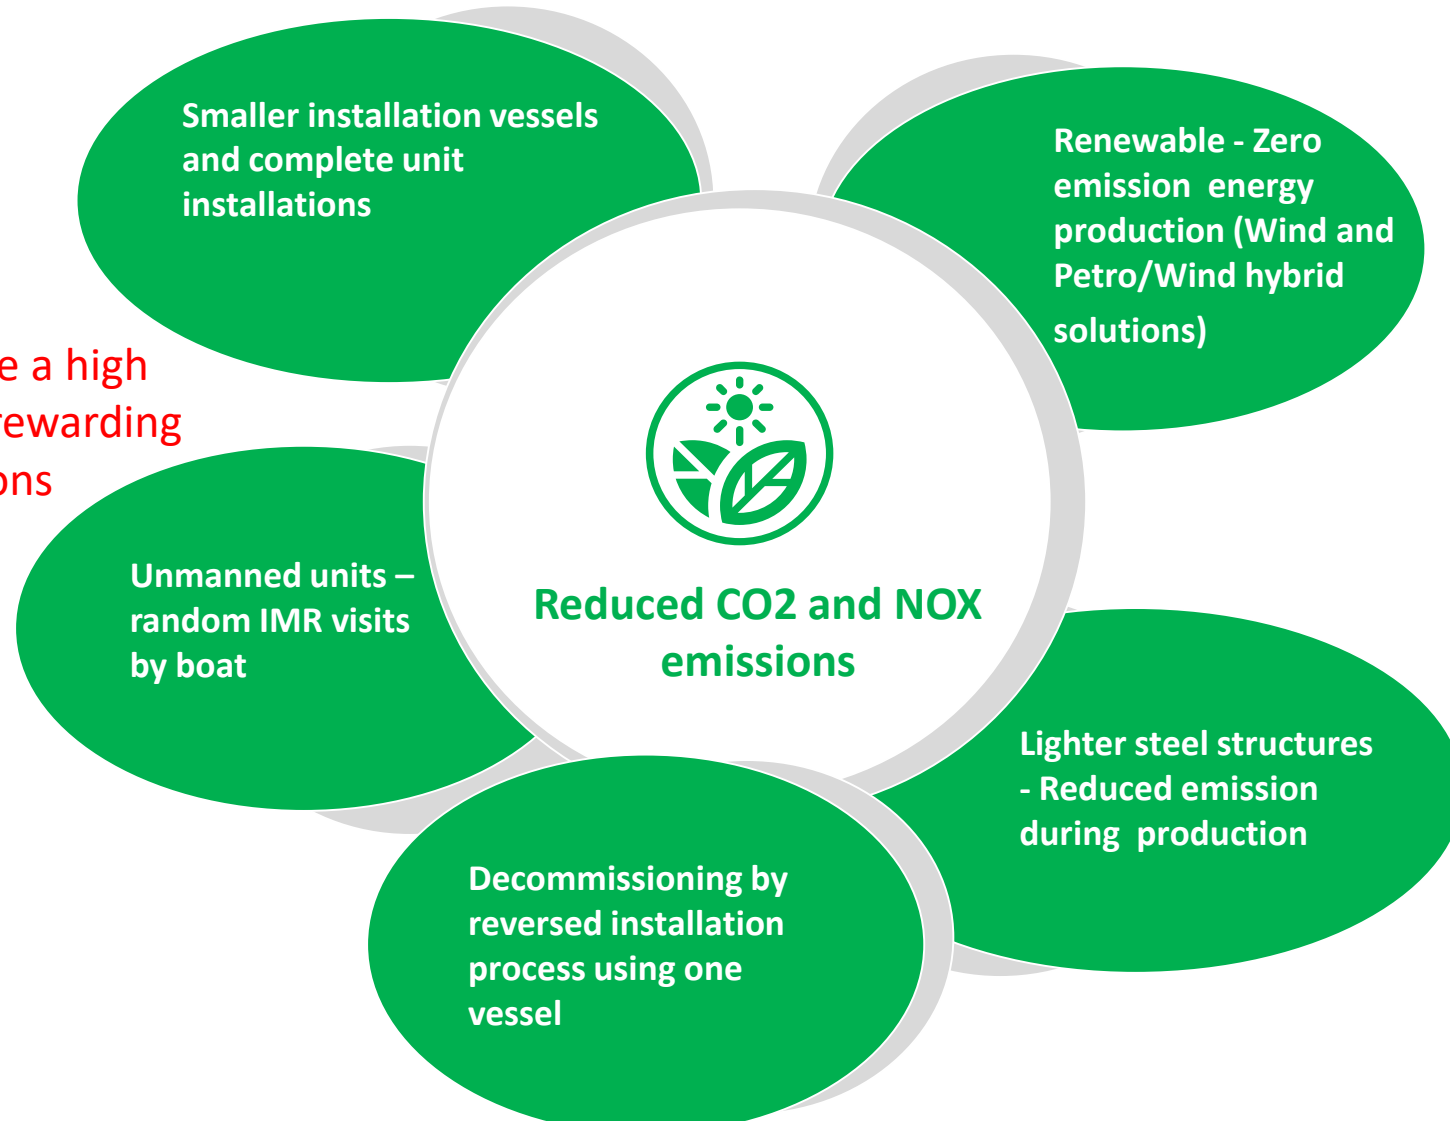 Smaller installation vessels
and complete unit
installations
Renewable - Zero
emission energy
production (Wind and
Petro/Wind hybrid
solutions)
a high
rewarding
Unmanned units –
random IMR visits
by boat
Reduced CO2 and NOX
emissions
Lighter steel structures
- Reduced emission
during production
Decommissioning by
reversed installation
process using one
vessel